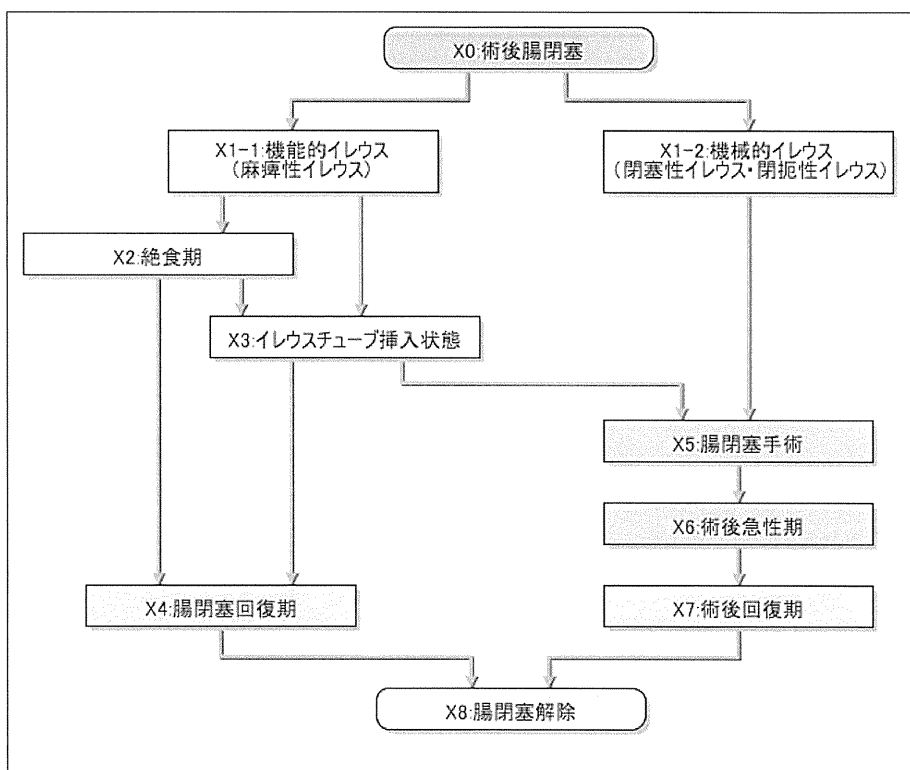 X0:術後腸閉塞
X1-1:機能的イレウス
(麻痺性イレウス)
X1-2:機械的イレウス
(閉塞性イレウス・閉扼性イレウス)
X2:絶食期
X3:イレウスチューブ挿入状態
X5:腸閉塞手術
X6:術後急性期
X4:腸閉塞回復期
X7:術後回復期
X8:腸閉塞解除